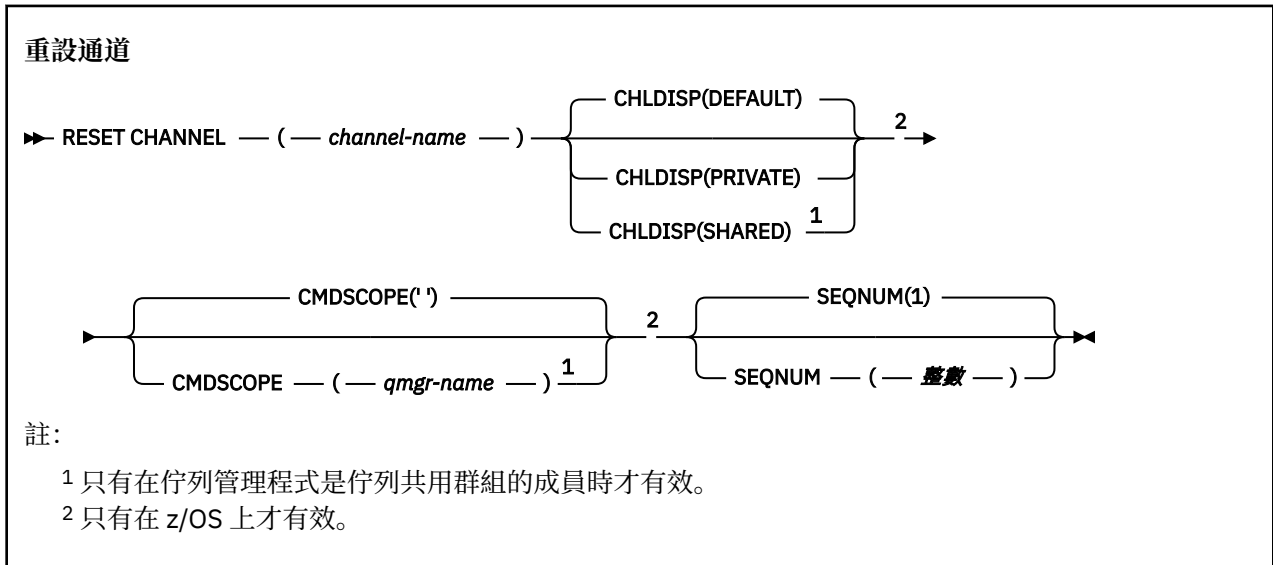 重設通道
CHLDISP(DEFAULT)
RESET CHANNEL ( channel-name ) 2
CHLDISP(PRIVATE)
CHLDISP(SHARED) 1
CMDSCOPE(' ') SEQNUM(1)
2
CMDSCOPE ( qmgr-name ) 1 SEQNUM ( 整數 )
註：
1 只有在佇列管理程式是佇列共用群組的成員時才有效。
2 只有在 z/OS 上才有效。